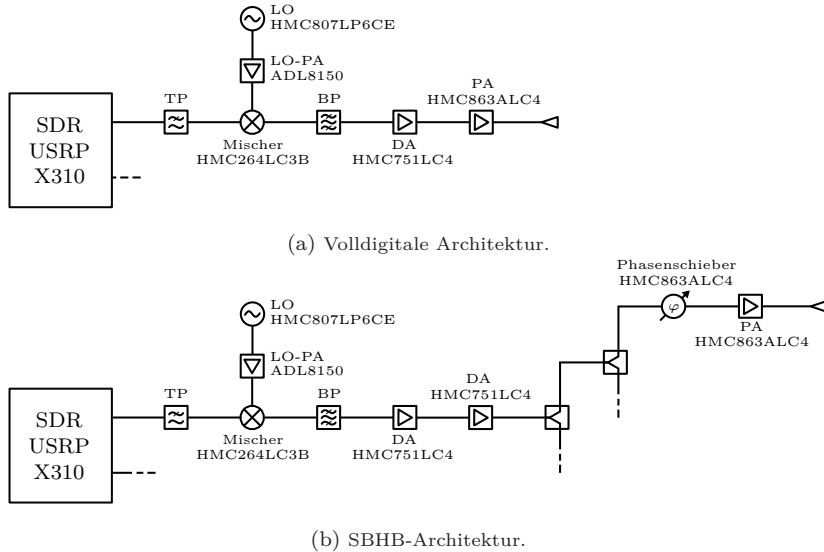 LO
HMC807LP6CE
LO-PA
ADL8150
TP
BP
PA
HMC863ALC4
SDR
USRP
X310
Mischer
HMC264LC3B
DA
HMC751LC4
(a) Volldigitale Architektur.
Phasenschieber
HMC863ALC4
φ
PA
HMC863ALC4
LO
HMC807LP6CE
LO-PA
ADL8150
TP
BP
DA
HMC751LC4
SDR
USRP
X310
Mischer
HMC264LC3B
DA
HMC751LC4
(b) SBHB-Architektur.